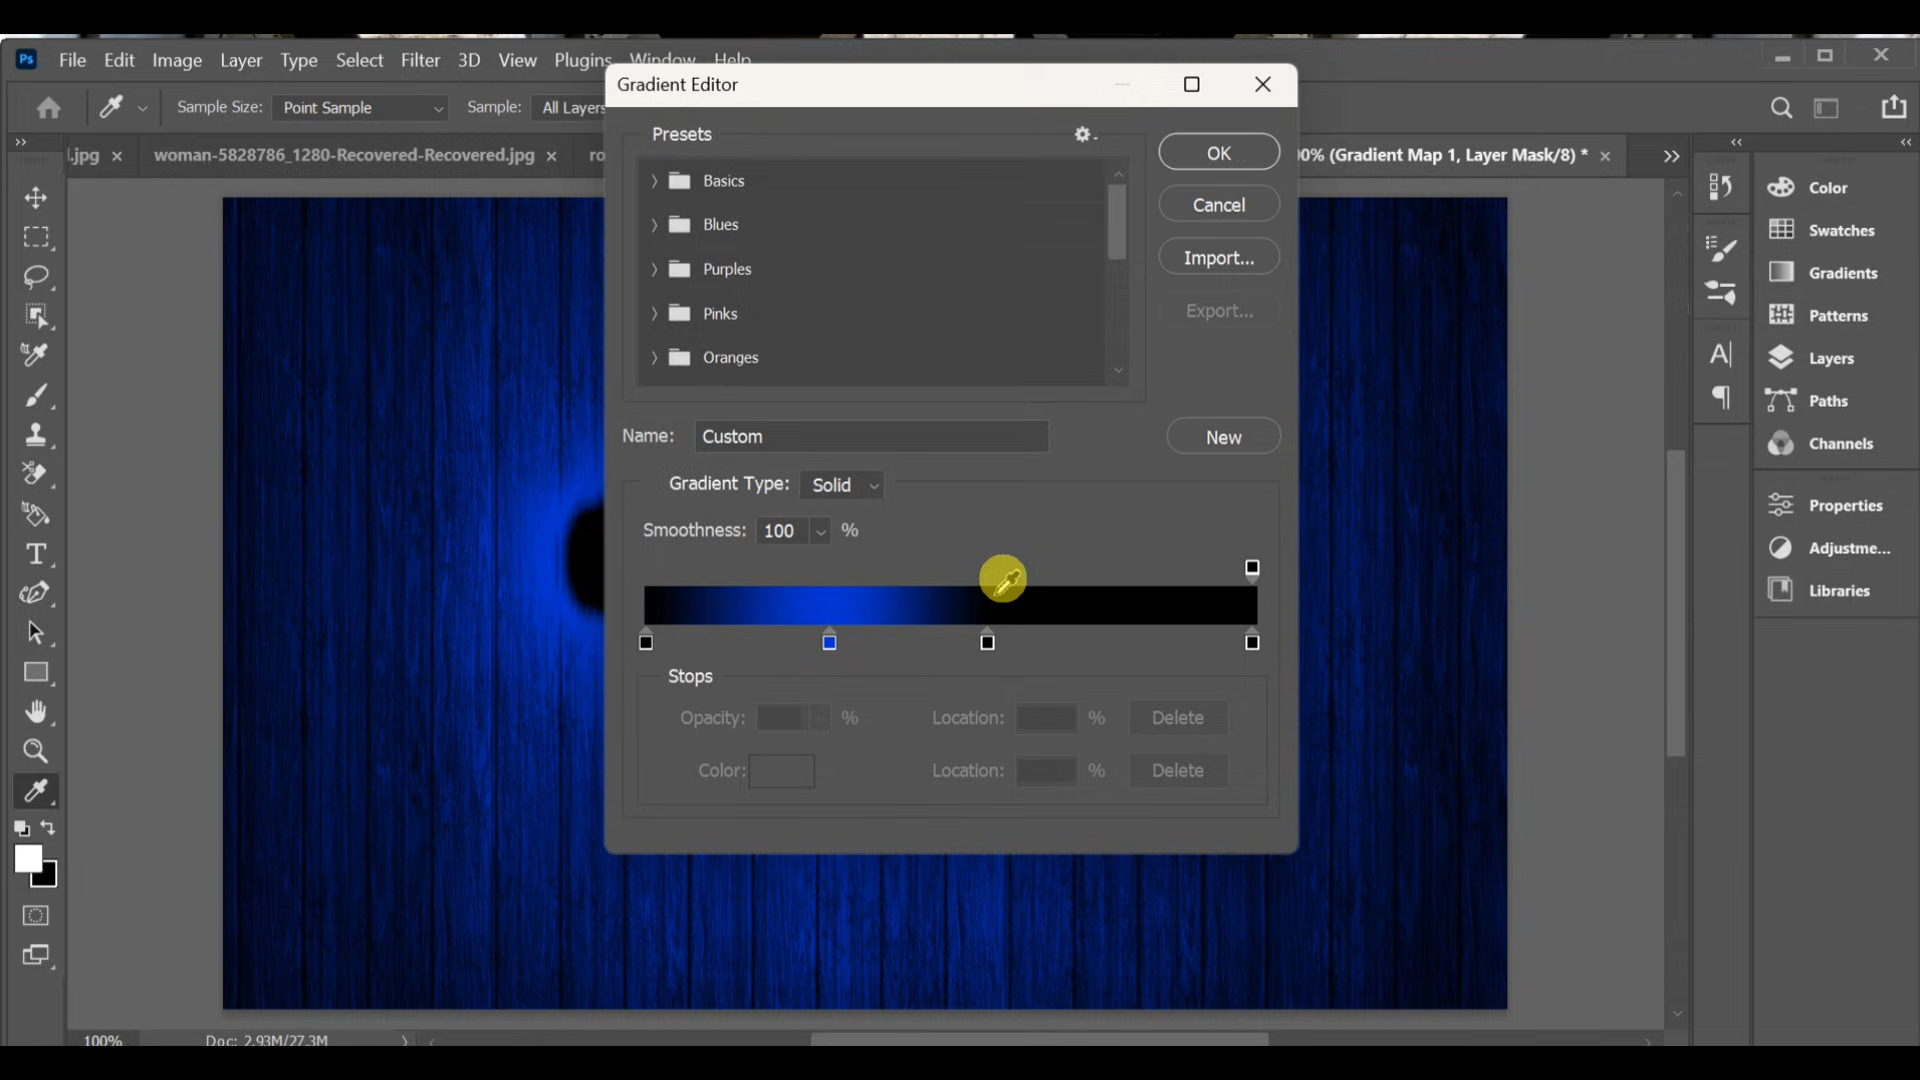 Ps File Edit Image Layer Type Select Filter 3D View Plugins Window Help
Gradient Editor
Sample Size: Point Sample Sample: All Layers
l.jpg woman-5828786_1280-Recovered-Recovered.jpg ro 00% (Gradient Map 1, Layer Mask/8) *
Presets
OK
Basics
Cancel
Blues
Import...
Purples
Pinks
Export...
Oranges
Name: Custom
New
Gradient Type: Solid
Smoothness: 100 %
Stops
Opacity: % Location: % Delete
Color: Location: % Delete
Color
Swatches
Gradients
Patterns
Layers
Paths
Channels
Properties
Adjustme...
Libraries
100% Doc: 2.93M/27.3M